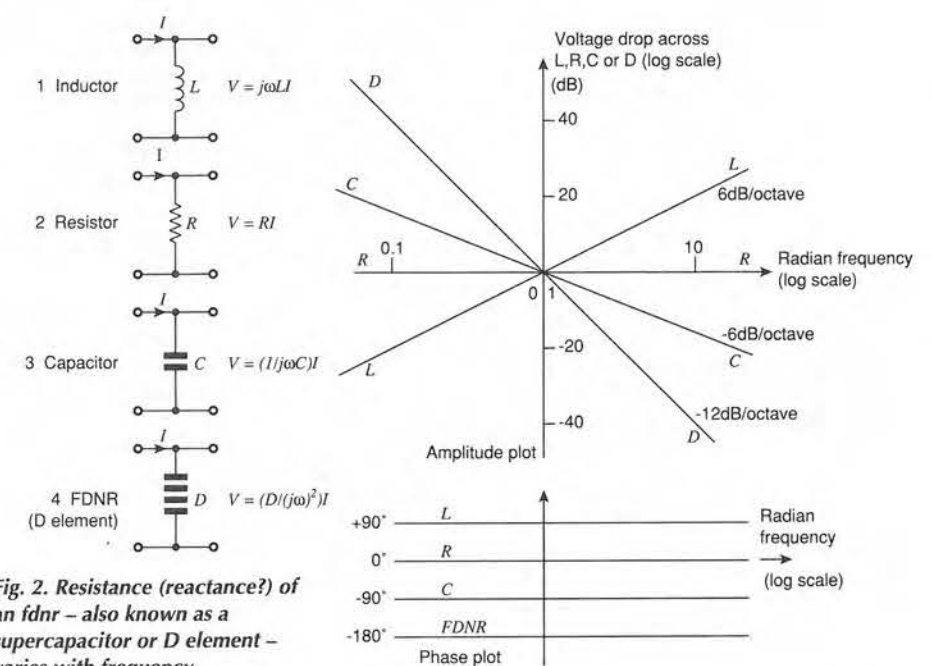 I
1 Inductor
L
V = jωLI
I
2 Resistor
R
V = RI
I
3 Capacitor
C
V = (1/jωC)I
I
4 FDNR
(D element)
D
V = (D/(jω)²)I
Fig. 2. Resistance (reactance?) of
an fdnr – also known as a
supercapacitor or D element –
varies with frequency
Voltage drop across
L,R,C or D (log scale)
(dB)
D
40
C
L
20
6dB/octave
0.1
10
R
R
Radian frequency
(log scale)
0
1
-20
-6dB/octave
L
C
-40
-12dB/octave
D
Amplitude plot
+90°
L
Radian
frequency
0°
R
(log scale)
-90°
C
-180°
FDNR
Phase plot